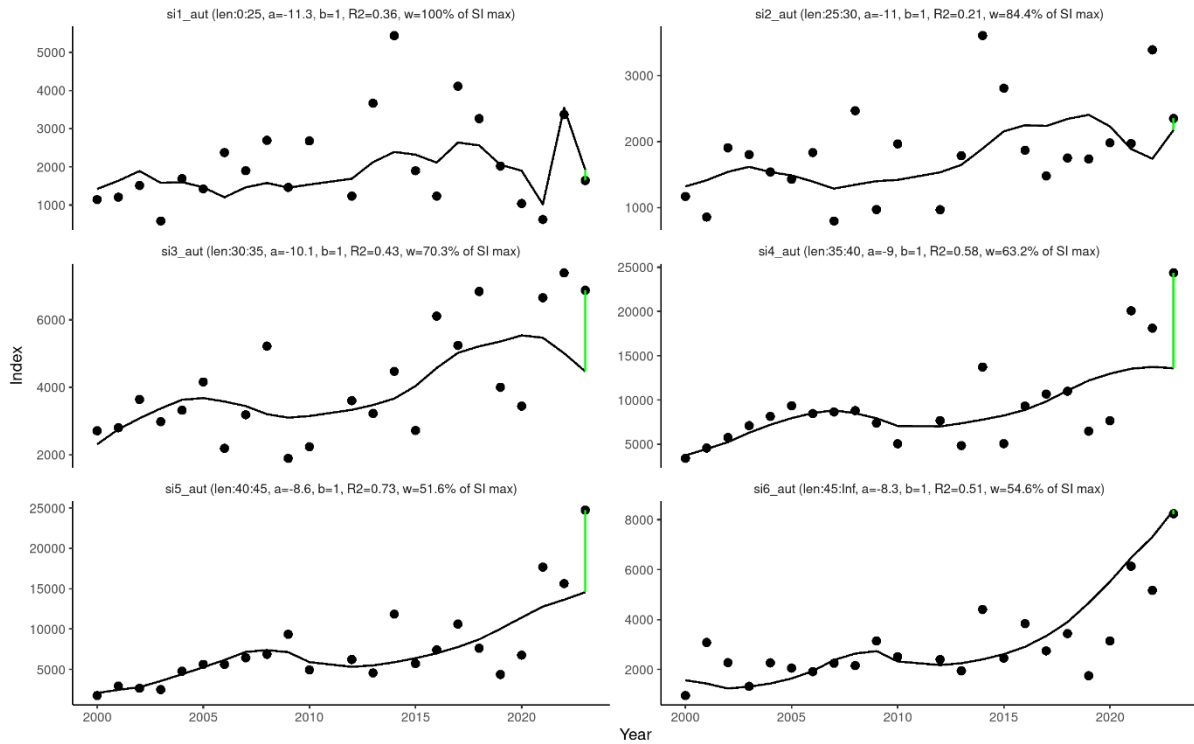 si1_aut (len:0:25, a=-11.3, b=1, R2=0.36, w=100% of SI max)
si2_aut (len:25:30, a=-11, b=1, R2=0.21, w=84.4% of SI max)
5000
4000
3000
2000
1000
3000
2000
1000
si3_aut (len:30:35, a=-10.1, b=1, R2=0.43, w=70.3% of SI max)
si4_aut (len:35:40, a=-9, b=1, R2=0.58, w=63.2% of SI max)
6000
4000
2000
25000
20000
15000
10000
5000
Index
si5_aut (len:40:45, a=-8.6, b=1, R2=0.73, w=51.6% of SI max)
si6_aut (len:45:Inf, a=-8.3, b=1, R2=0.51, w=54.6% of SI max)
25000
20000
15000
10000
5000
8000
6000
4000
2000
2000 2005 2010 2015 2020
2000 2005 2010 2015 2020
Year